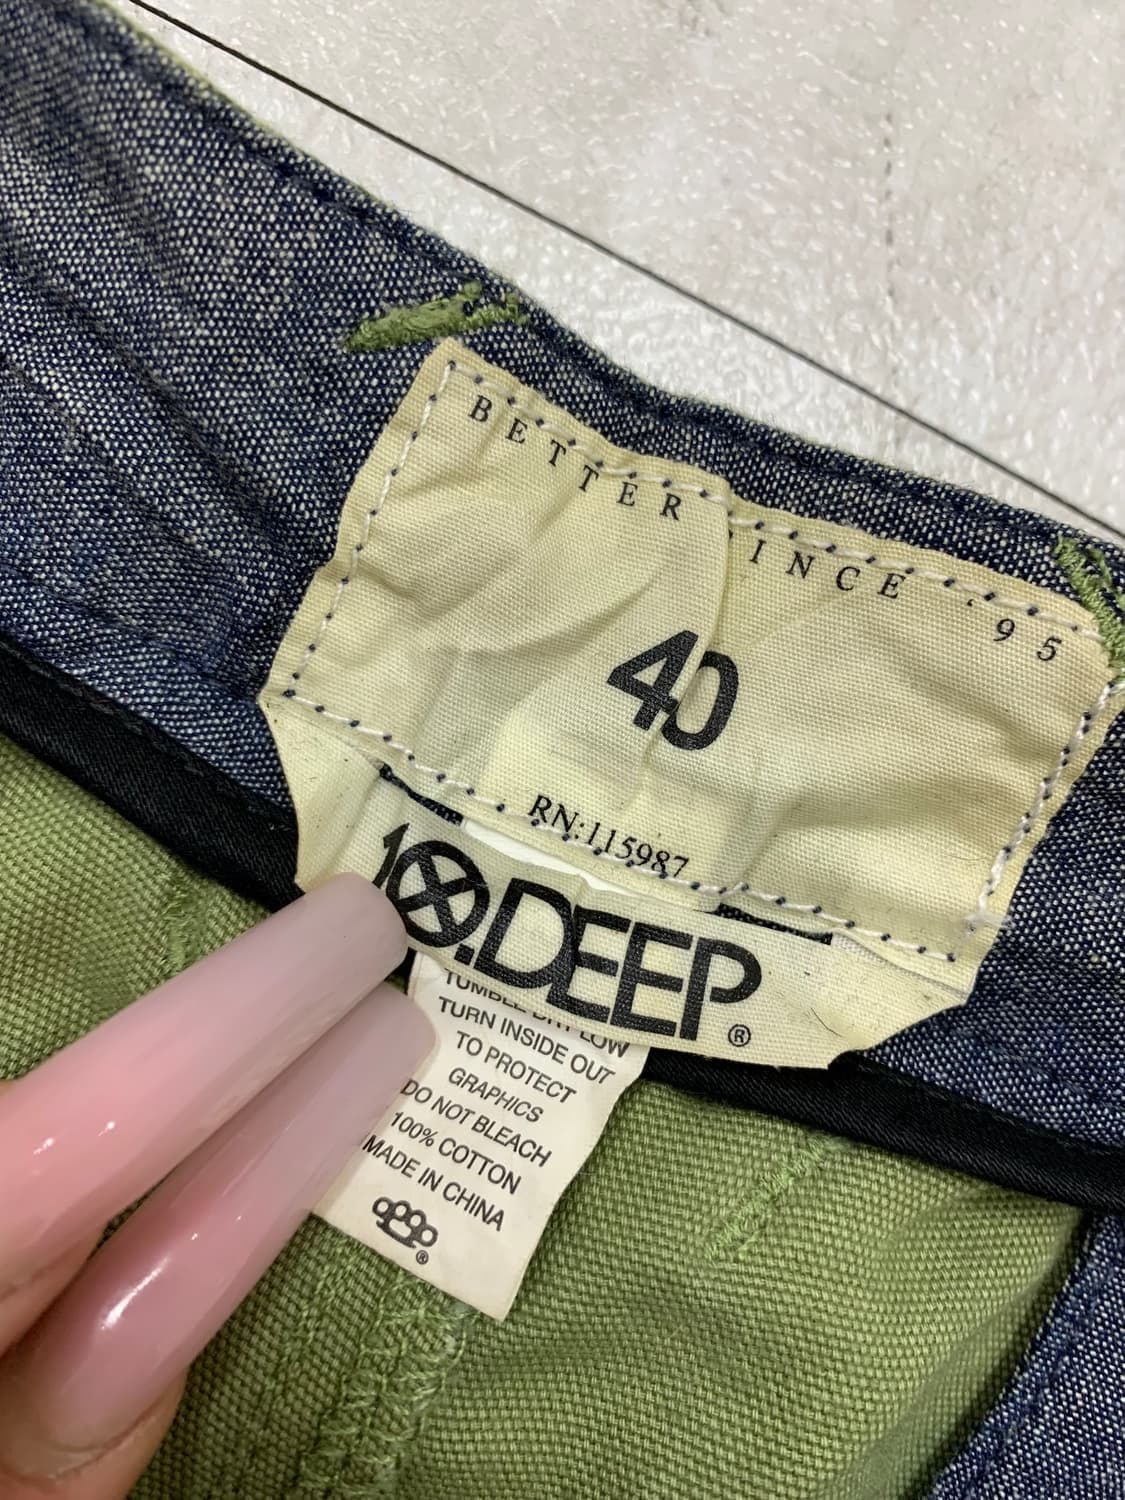 BETTER INCE '95
40
RN:115987
10.DEEP®
TUMBLE DRY LOW
TURN INSIDE OUT
TO PROTECT
GRAPHICS
DO NOT BLEACH
100% COTTON
MADE IN CHINA
®